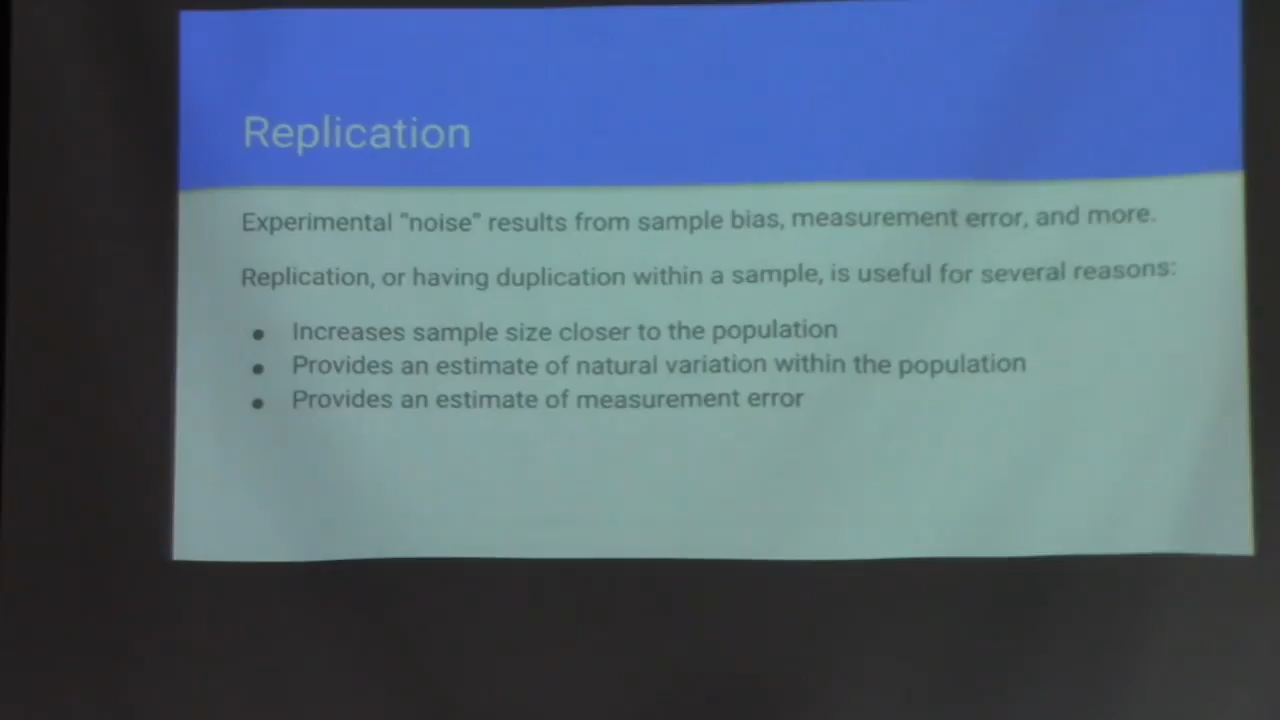 Replication
Experimental "noise" results from sample bias, measurement error, and more.
Replication, or having duplication within a sample, is useful for several reasons:
● Increases sample size closer to the population
● Provides an estimate of natural variation within the population
● Provides an estimate of measurement error